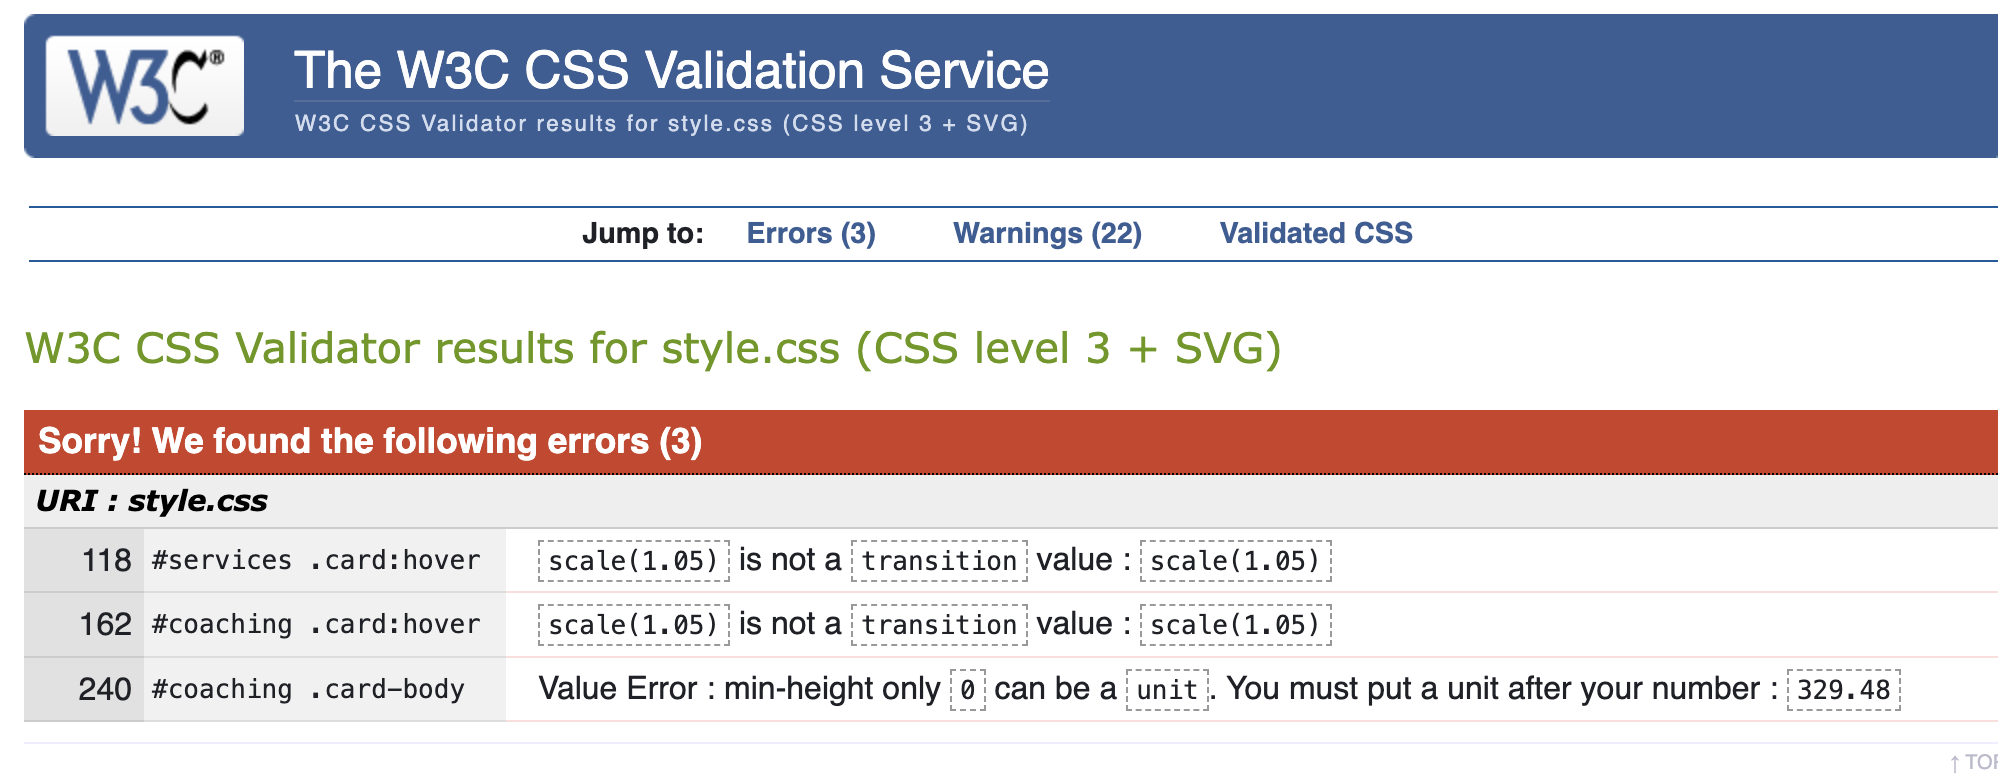 W3C®
The W3C CSS Validation Service
W3C CSS Validator results for style.css (CSS level 3 + SVG)
Jump to: Errors (3) Warnings (22) Validated CSS
W3C CSS Validator results for style.css (CSS level 3 + SVG)
Sorry! We found the following errors (3)
URI : style.css
118 #services .card:hover scale(1.05) is not a transition value : scale(1.05)
162 #coaching .card:hover scale(1.05) is not a transition value : scale(1.05)
240 #coaching .card-body Value Error : min-height only 0 can be a unit. You must put a unit after your number : 329.48
↑